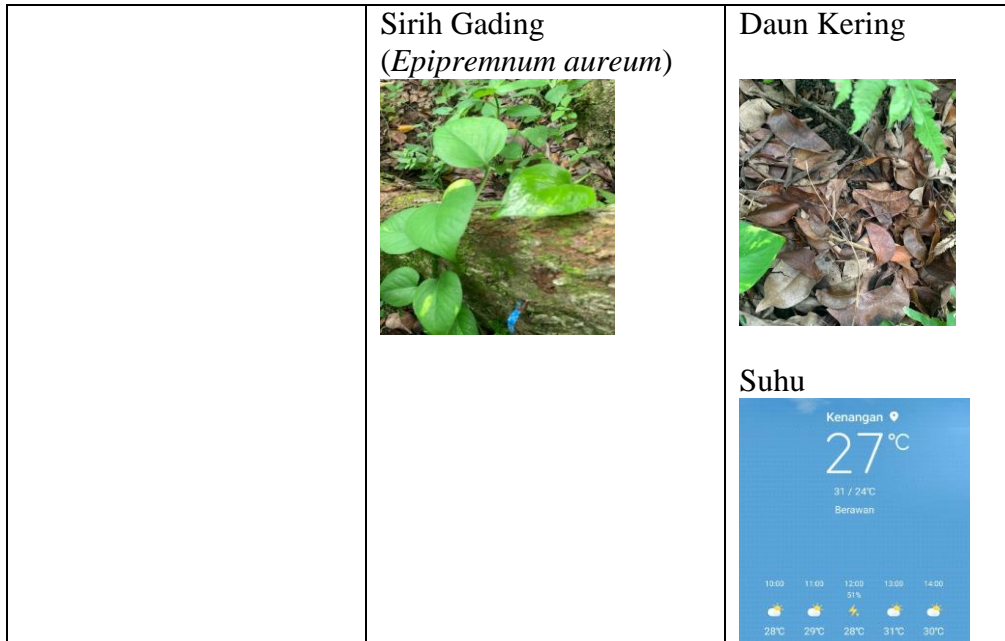 Sirih Gading
(Epipremnum aureum)
Daun Kering
Suhu
Kenangan
27°C
31 / 24°C
Berawan
10:00 11:00 12:00 13:00 14:00
51%
28°C 29°C 28°C 31°C 30°C